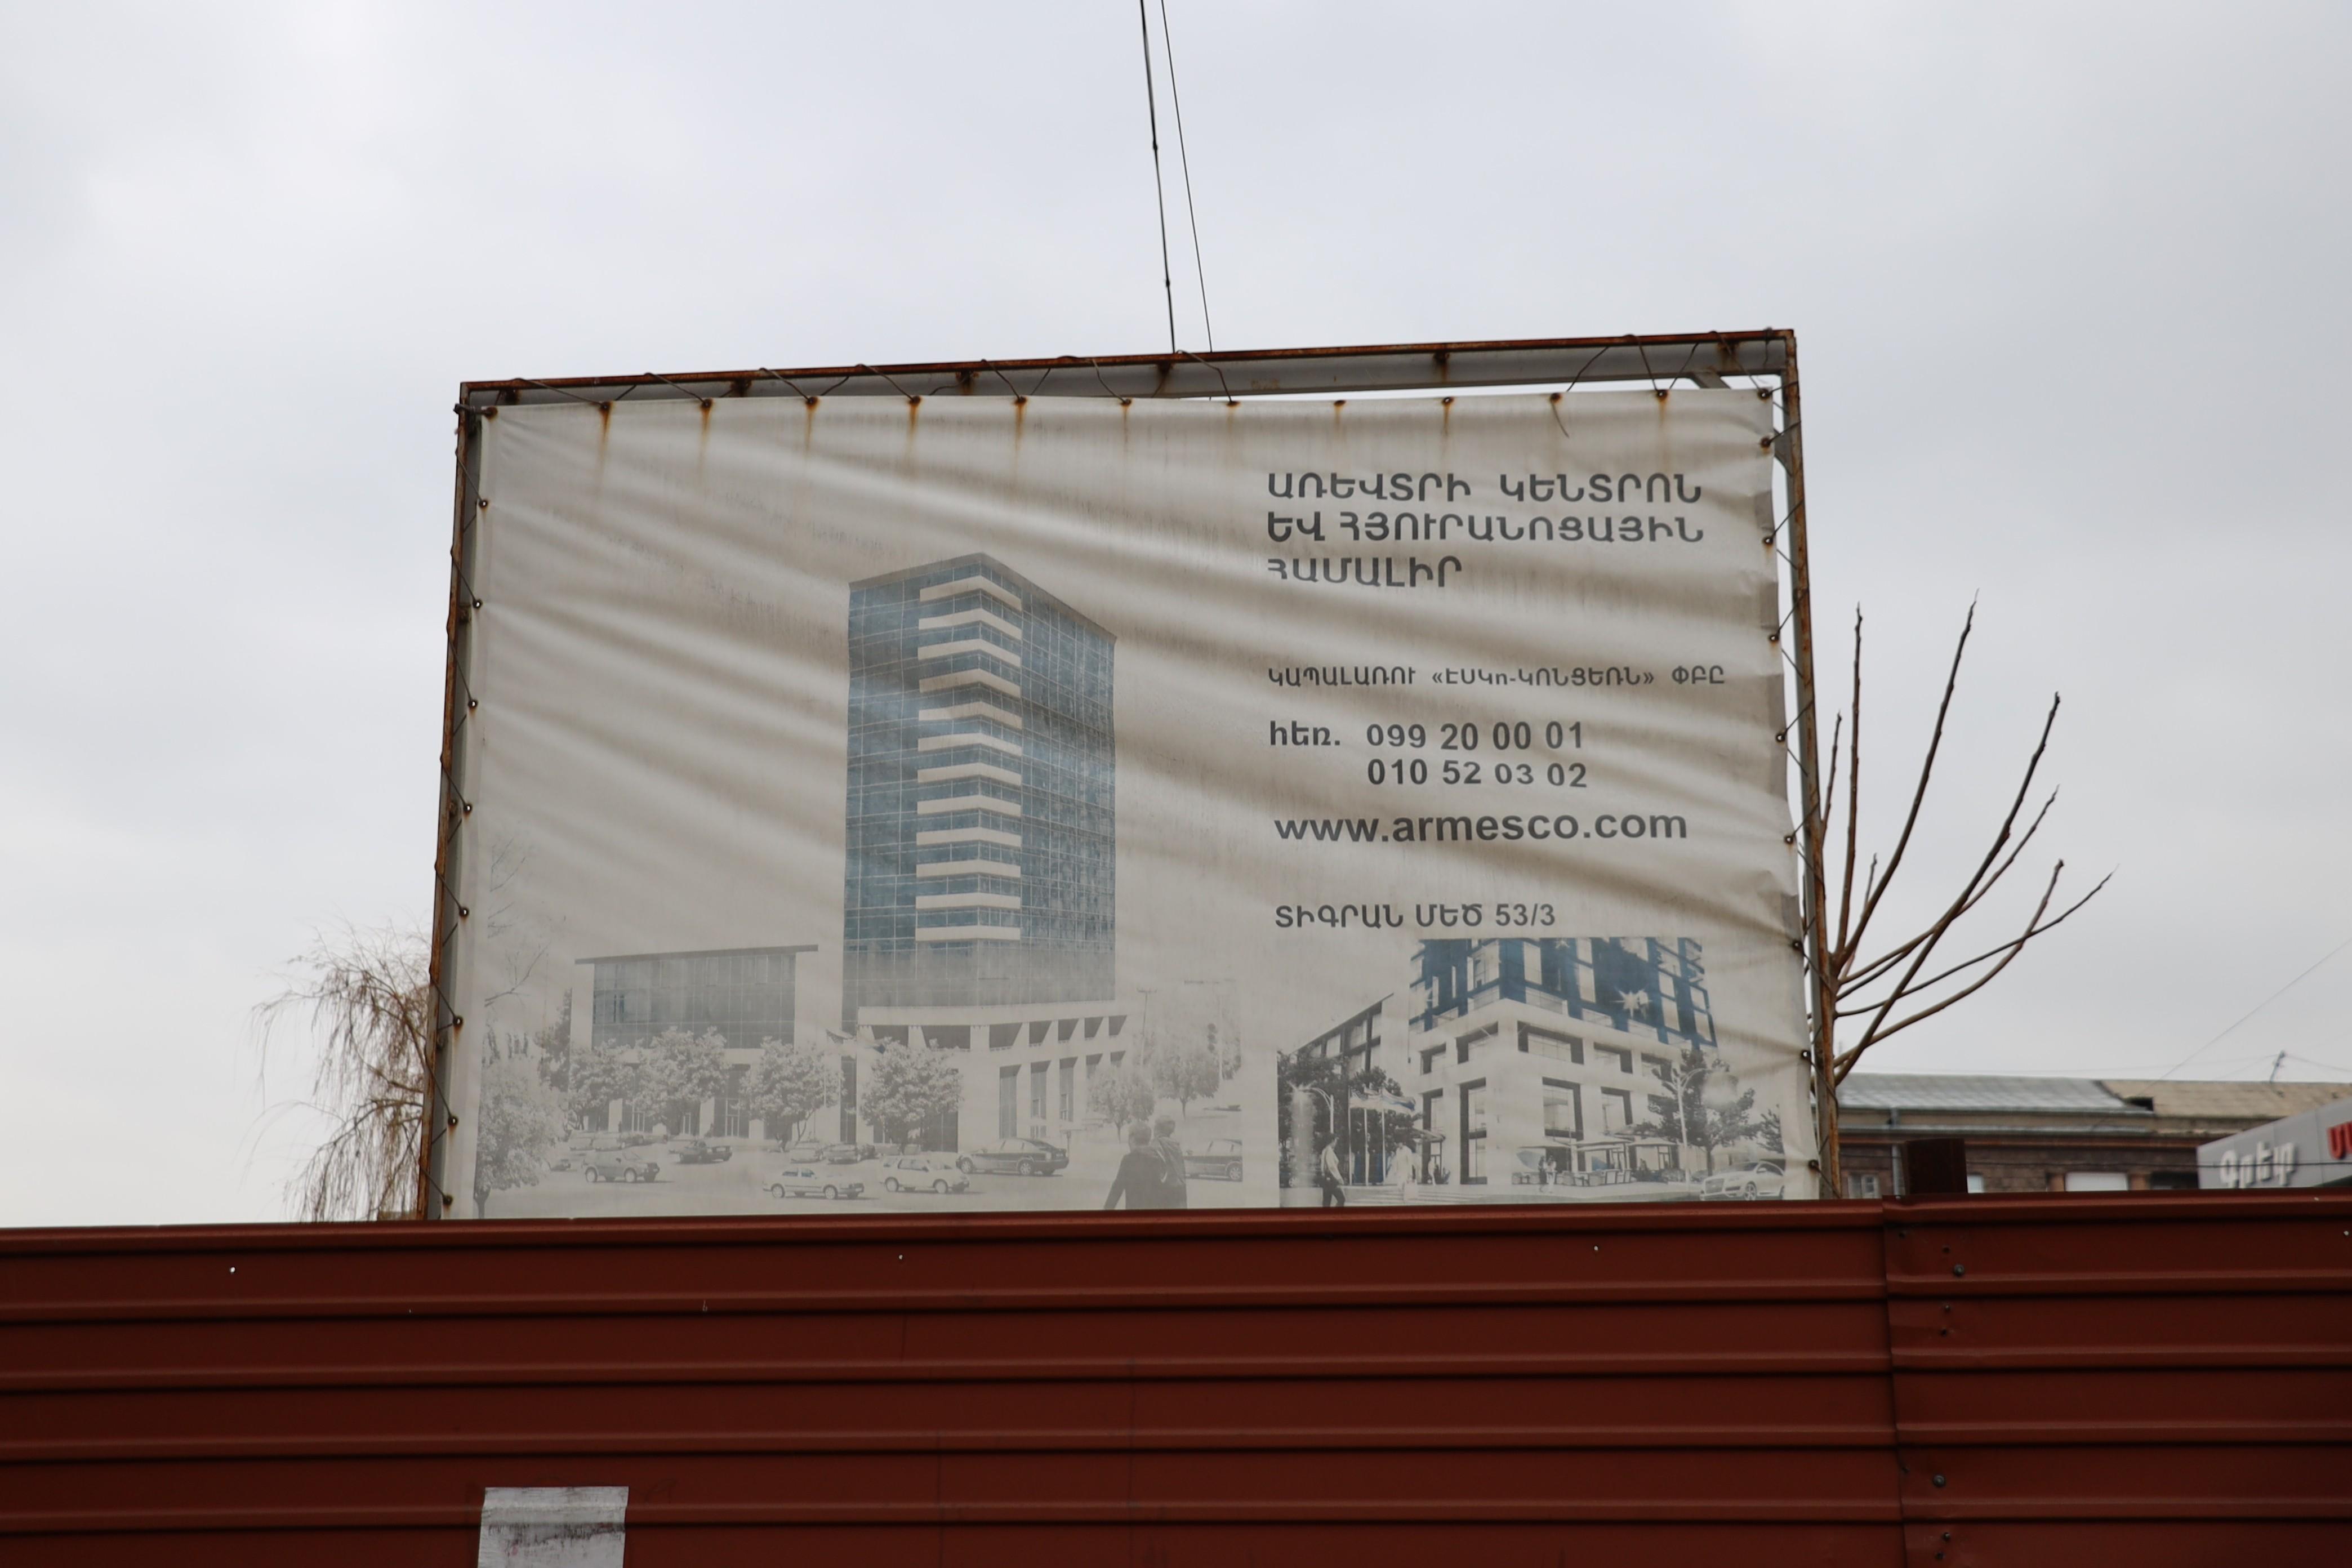 ԱՌԵՎՏՐԻ ԿԵՆՏՐՈՆ
ԵՎ ՀՅՈՒՐԱՆՈՑԱՅԻՆ
ՀԱՄԱԼԻՐ
ԿԱՊԱԼԱՌՈՒ «ԷՍԿո-ԿՈՆՑԵՌՆ» ՓԲԸ
հեռ. 099 20 00 01
010 52 03 02
www.armesco.com
ՏԻԳՐԱՆ ՄԵԾ 53/3